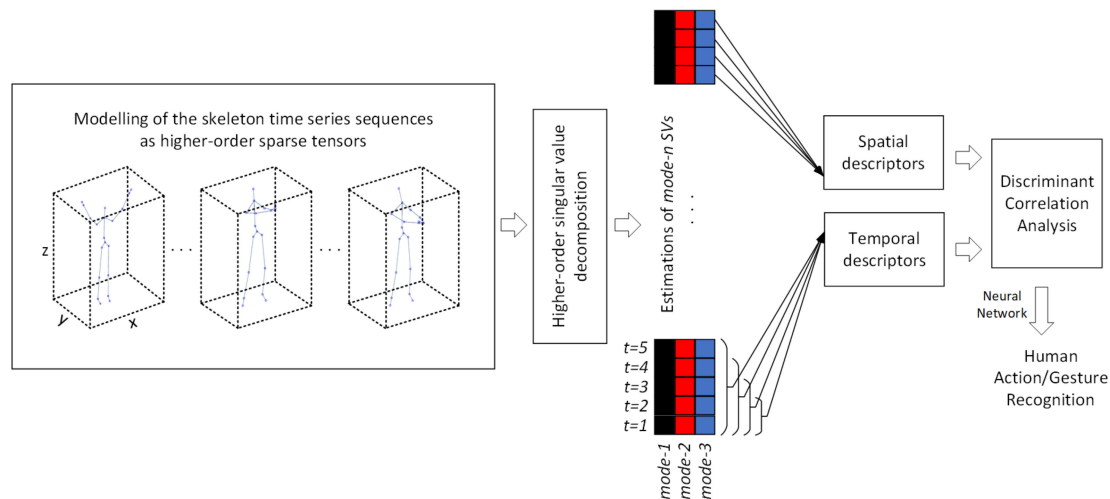 Modelling of the skeleton time series sequences
as higher-order sparse tensors
z
y
x
. . .
. . .
Higher-order singular value
decomposition
Estimations of mode-n SVs
. . . .
t=5
t=4
t=3
t=2
t=1
mode-1
mode-2
mode-3
Spatial
descriptors
Temporal
descriptors
Discriminant
Correlation
Analysis
Neural
Network
Human
Action/Gesture
Recognition